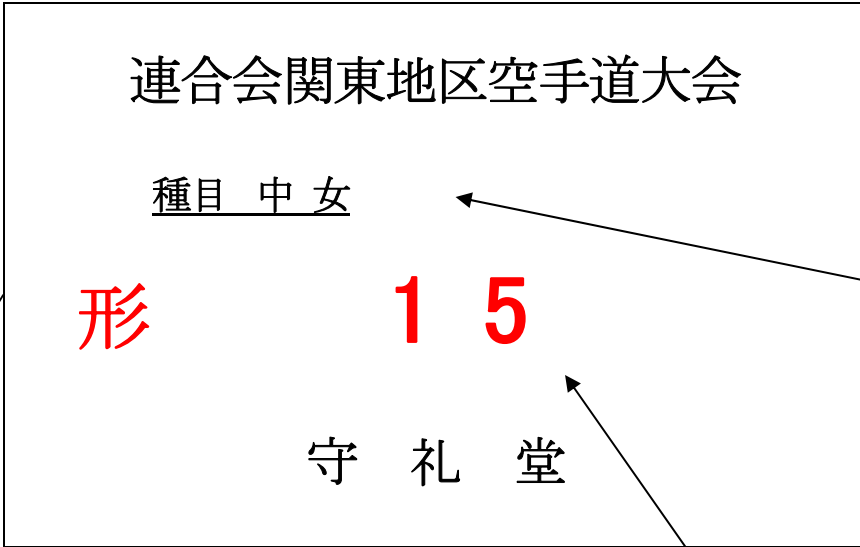 連合会関東地区空手道大会
種目　中 女
形　１５
守　礼　堂